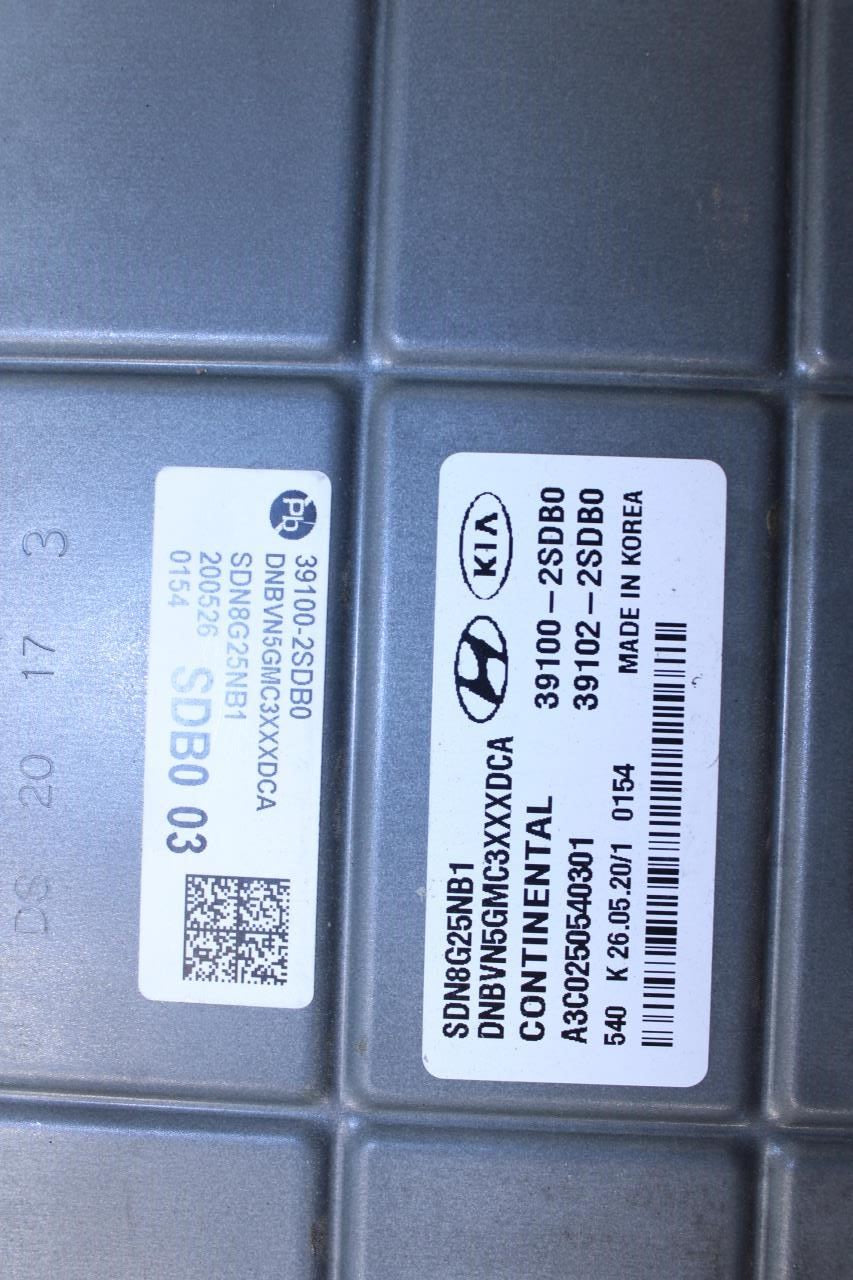 SDN8G25NB1
DNBVN5GMC3XXXDCA
CONTINENTAL
A3C0250540301
540 K 26.05.20/1 0154
KIA
39100-2SDB0
39102-2SDB0
MADE IN KOREA
Pb
39100-2SDB0
DNBVN5GMC3XXXDCA
SDN8G25NB1
200526
0154
SDB0 03
DS 20 17 3